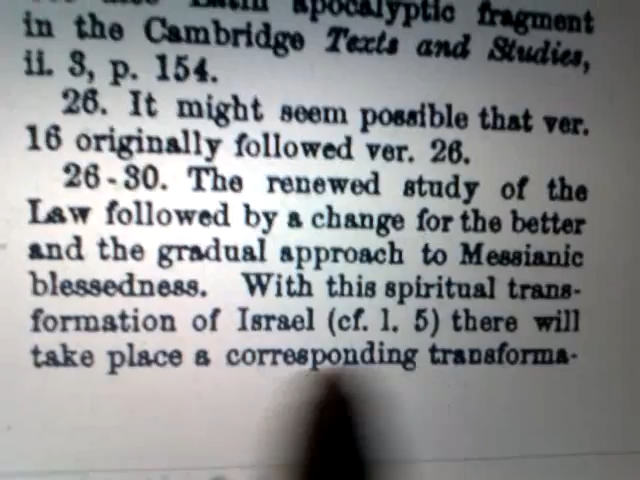 Latin apocalyptic fragment
in the Cambridge Texts and Studies,
ii. 3, p. 154.
26. It might seem possible that ver.
16 originally followed ver. 26.
26-30. The renewed study of the
Law followed by a change for the better
and the gradual approach to Messianic
blessedness. With this spiritual trans-
formation of Israel (cf. l. 5) there will
take place a corresponding transforma-